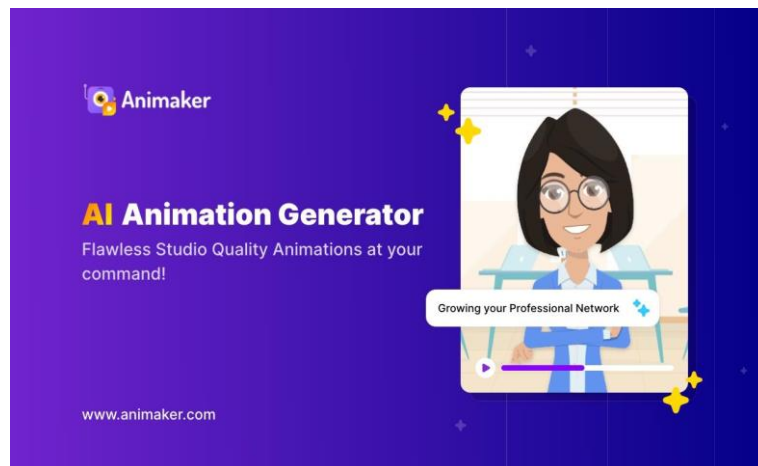 Animaker
AI Animation Generator
Flawless Studio Quality Animations at your
command!
Growing your Professional Network
www.animaker.com